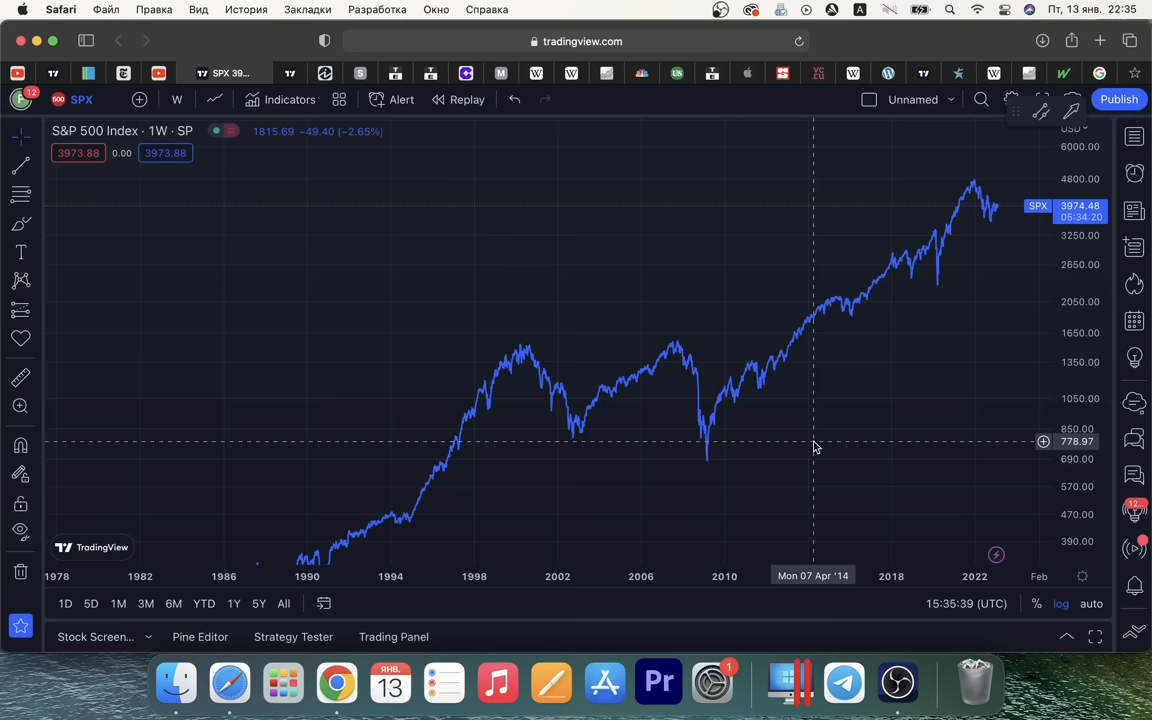 Safari Файл Правка Вид История Закладки Разработка Окно Справка A Пт, 13 янв. 22:35
tradingview.com
SPX 39...
F 12 500 SPX W Indicators Alert Replay Unnamed Publish
S&P 500 Index · 1W · SP 1815.69 −49.40 (−2.65%)
3973.88 0.00 3973.88
USD
6000.00
4800.00
SPX 3974.48
05:34:20
3250.00
2650.00
2050.00
1650.00
1350.00
1050.00
850.00
778.97
690.00
570.00
470.00
390.00
TradingView
1978 1982 1986 1990 1994 1998 2002 2006 2010 Mon 07 Apr '14 2018 2022 Feb
1D 5D 1M 3M 6M YTD 1Y 5Y All 15:35:39 (UTC) % log auto
Stock Screen... Pine Editor Strategy Tester Trading Panel
ЯНВ.
13
Pr
1